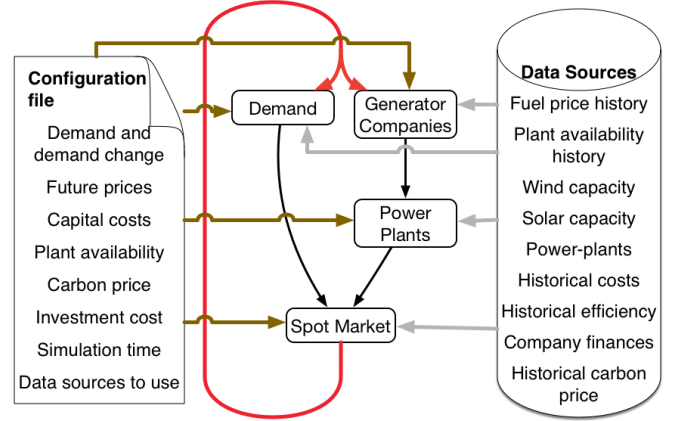 Configuration
file
Demand and
demand change
Future prices
Capital costs
Plant availability
Carbon price
Investment cost
Simulation time
Data sources to use
Demand
Generator
Companies
Power
Plants
Spot Market
Data Sources
Fuel price history
Plant availability
history
Wind capacity
Solar capacity
Power-plants
Historical costs
Historical efficiency
Company finances
Historical carbon
price